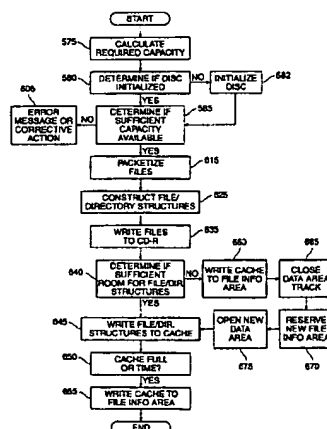 START
575
CALCULATE
REQUIRED CAPACITY
580
DETERMINE IF DISC
INITIALIZED
NO
582
INITIALIZE
DISC
YES
605
ERROR
MESSAGE OR
CORRECTIVE
ACTION
NO
585
DETERMINE IF
SUFFICIENT
CAPACITY
AVAILABLE
YES
615
PACKETIZE
FILES
625
CONSTRUCT FILE/
DIRECTORY STRUCTURES
635
WRITE FILES
TO CD-R
640
DETERMINE IF
SUFFICIENT
ROOM FOR FILE/DIR.
STRUCTURES
NO
660
WRITE CACHE
TO FILE INFO
AREA
665
CLOSE
DATA AREA
TRACK
YES
645
WRITE FILE/DIR.
STRUCTURES TO CACHE
OPEN NEW
DATA
AREA
675
RESERVE
NEW FILE
INFO AREA
670
650
CACHE FULL
OR TIME?
YES
655
WRITE CACHE TO
FILE INFO AREA
END